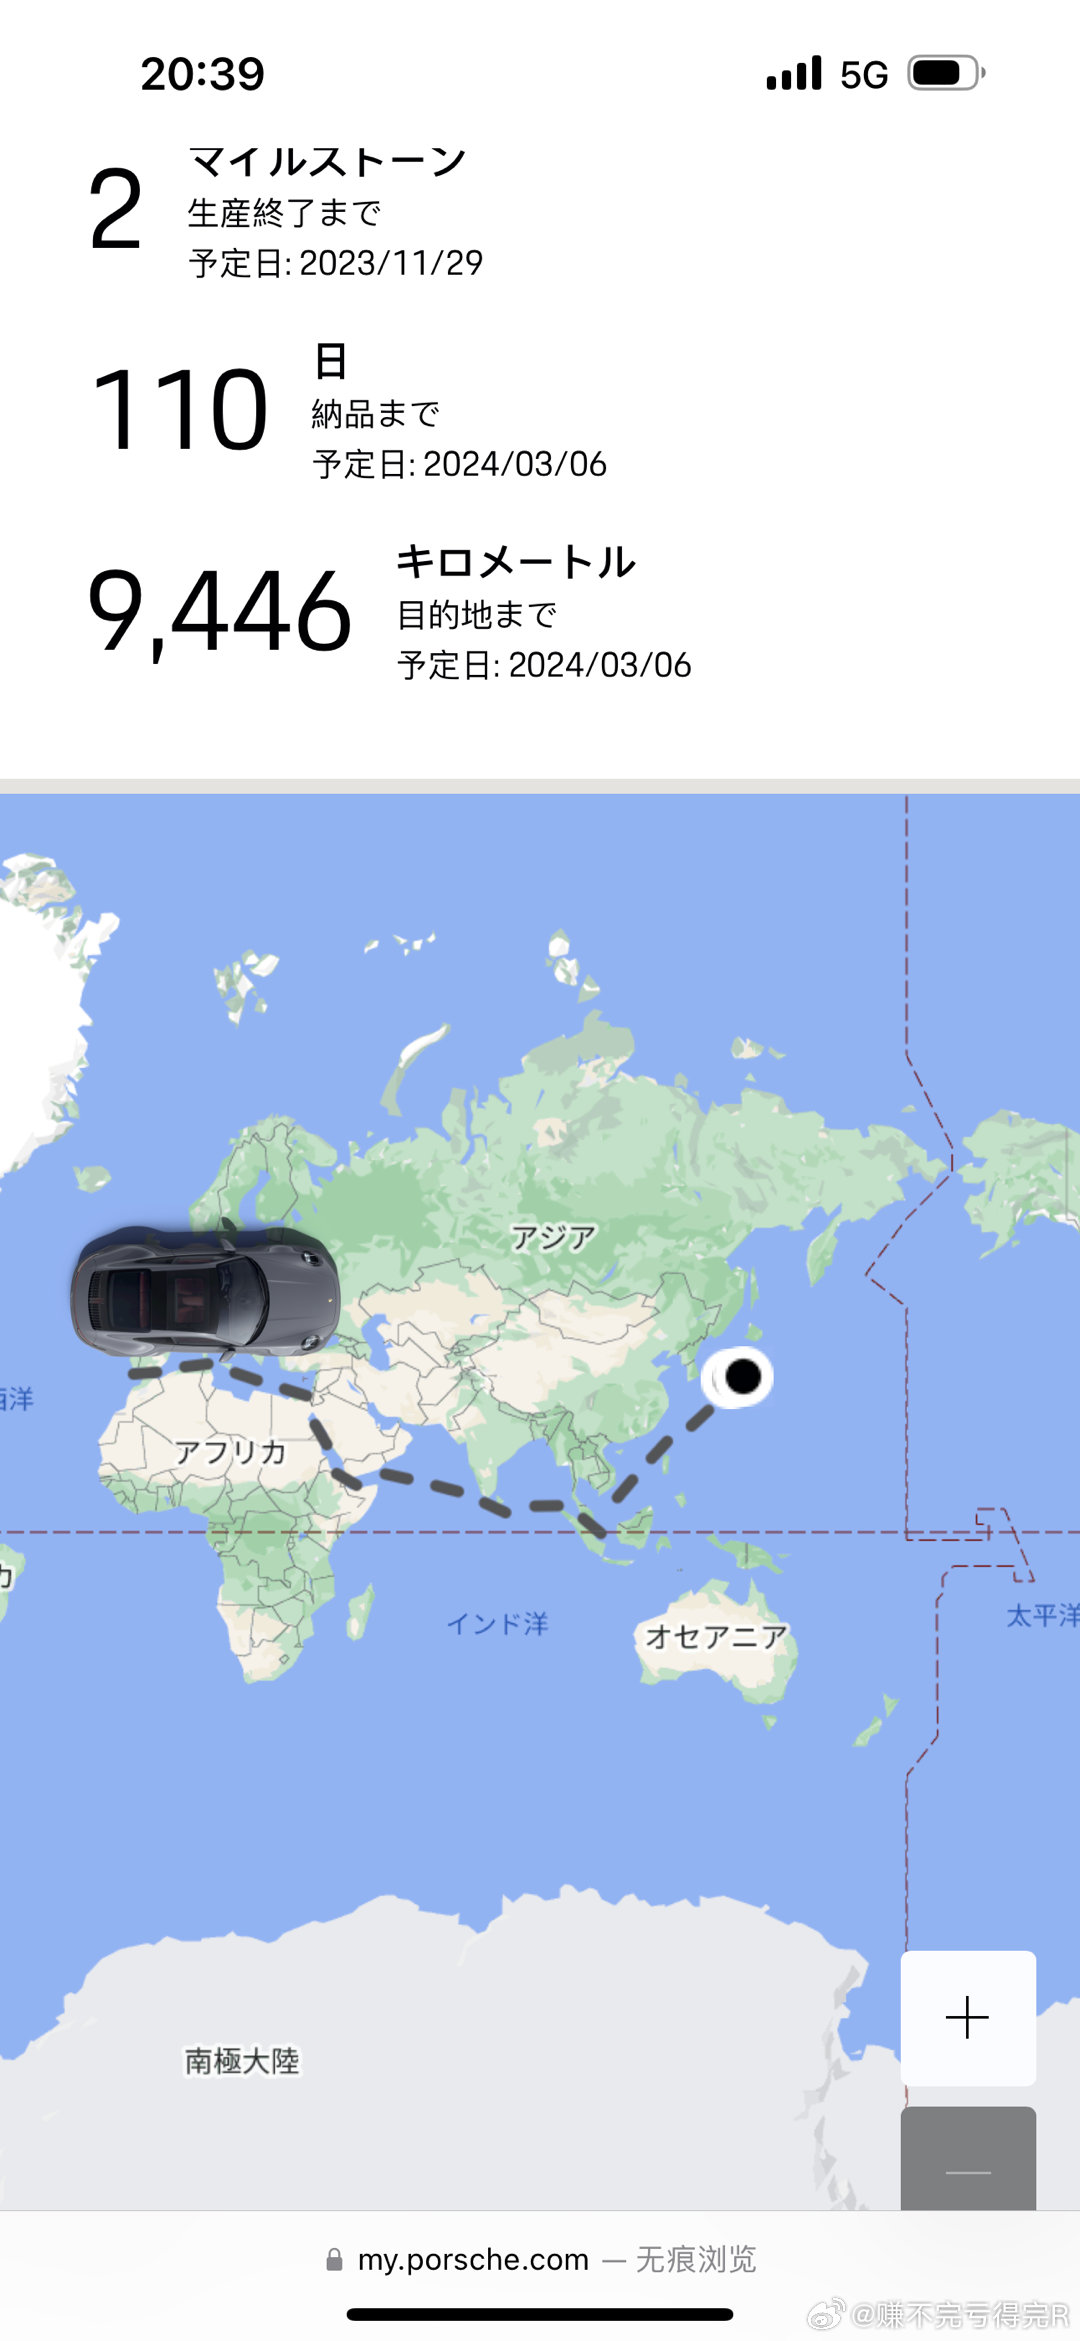 20:39
5G
2
マイルストーン
生産終了まで
予定日: 2023/11/29
110
日
納品まで
予定日: 2024/03/06
9,446
キロメートル
目的地まで
予定日: 2024/03/06
アジア
洋
アフリカ
カ
インド洋
オセアニア
太平洋
南極大陸
my.porsche.com — 无痕浏览
@赚不完亏得完R